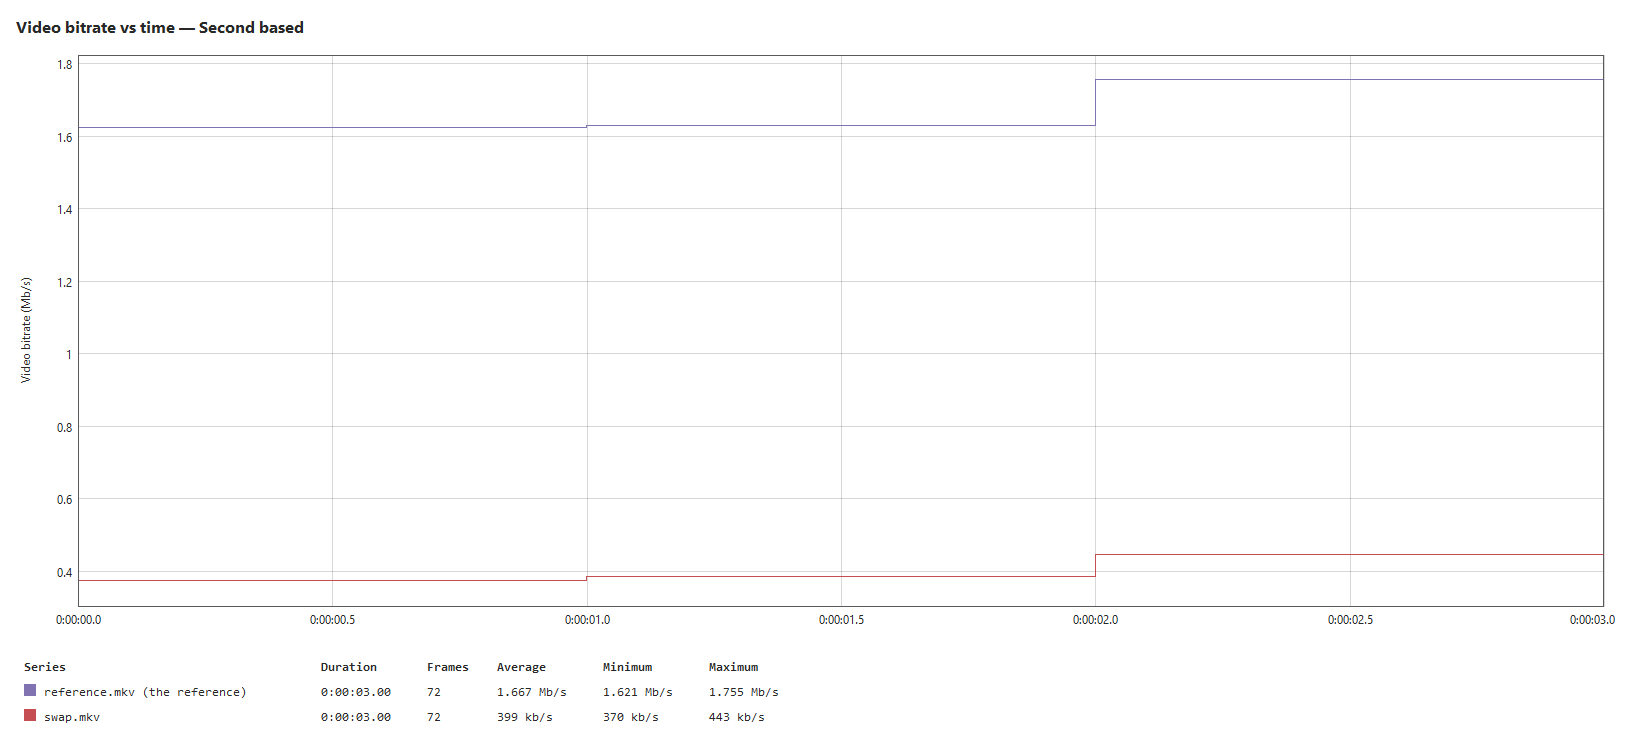 Video bitrate vs time — Second based
1.8
1.6
1.4
1.2
1
0.8
0.6
0.4
Video bitrate (Mb/s)
0:00:00.0 0:00:00.5 0:00:01.0 0:00:01.5 0:00:02.0 0:00:02.5 0:00:03.0
Series Duration Frames Average Minimum Maximum
reference.mkv (the reference) 0:00:03.00 72 1.667 Mb/s 1.621 Mb/s 1.755 Mb/s
swap.mkv 0:00:03.00 72 399 kb/s 370 kb/s 443 kb/s